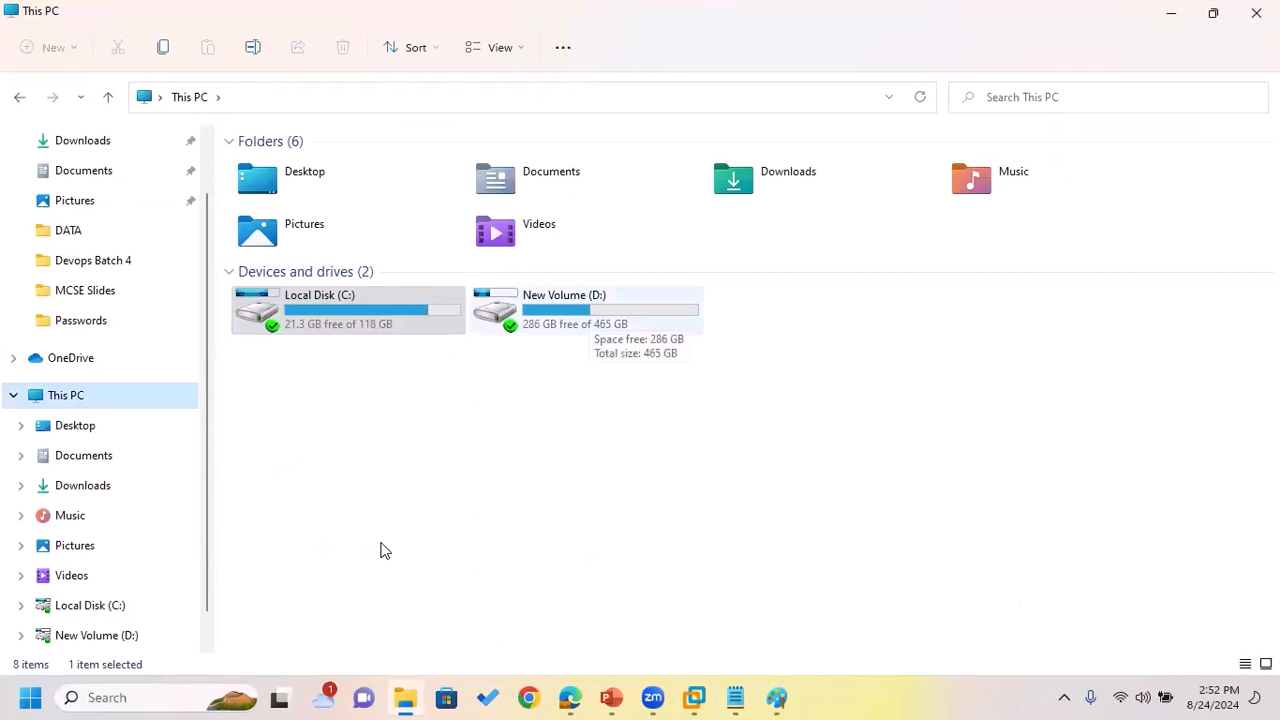 This PC
New
Sort
View
This PC
Search This PC
Downloads
Documents
Pictures
DATA
Devops Batch 4
MCSE Slides
Passwords
OneDrive
This PC
Desktop
Documents
Downloads
Music
Pictures
Videos
Local Disk (C:)
New Volume (D:)
Folders (6)
Desktop
Documents
Downloads
Music
Pictures
Videos
Devices and drives (2)
Local Disk (C:)
21.3 GB free of 118 GB
New Volume (D:)
286 GB free of 465 GB
Space free: 286 GB
Total size: 465 GB
8 items
1 item selected
Search
1
zm
2:52 PM
8/24/2024